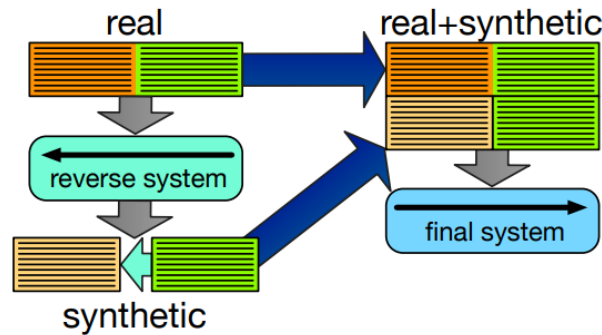 real
real+synthetic
reverse system
final system
synthetic